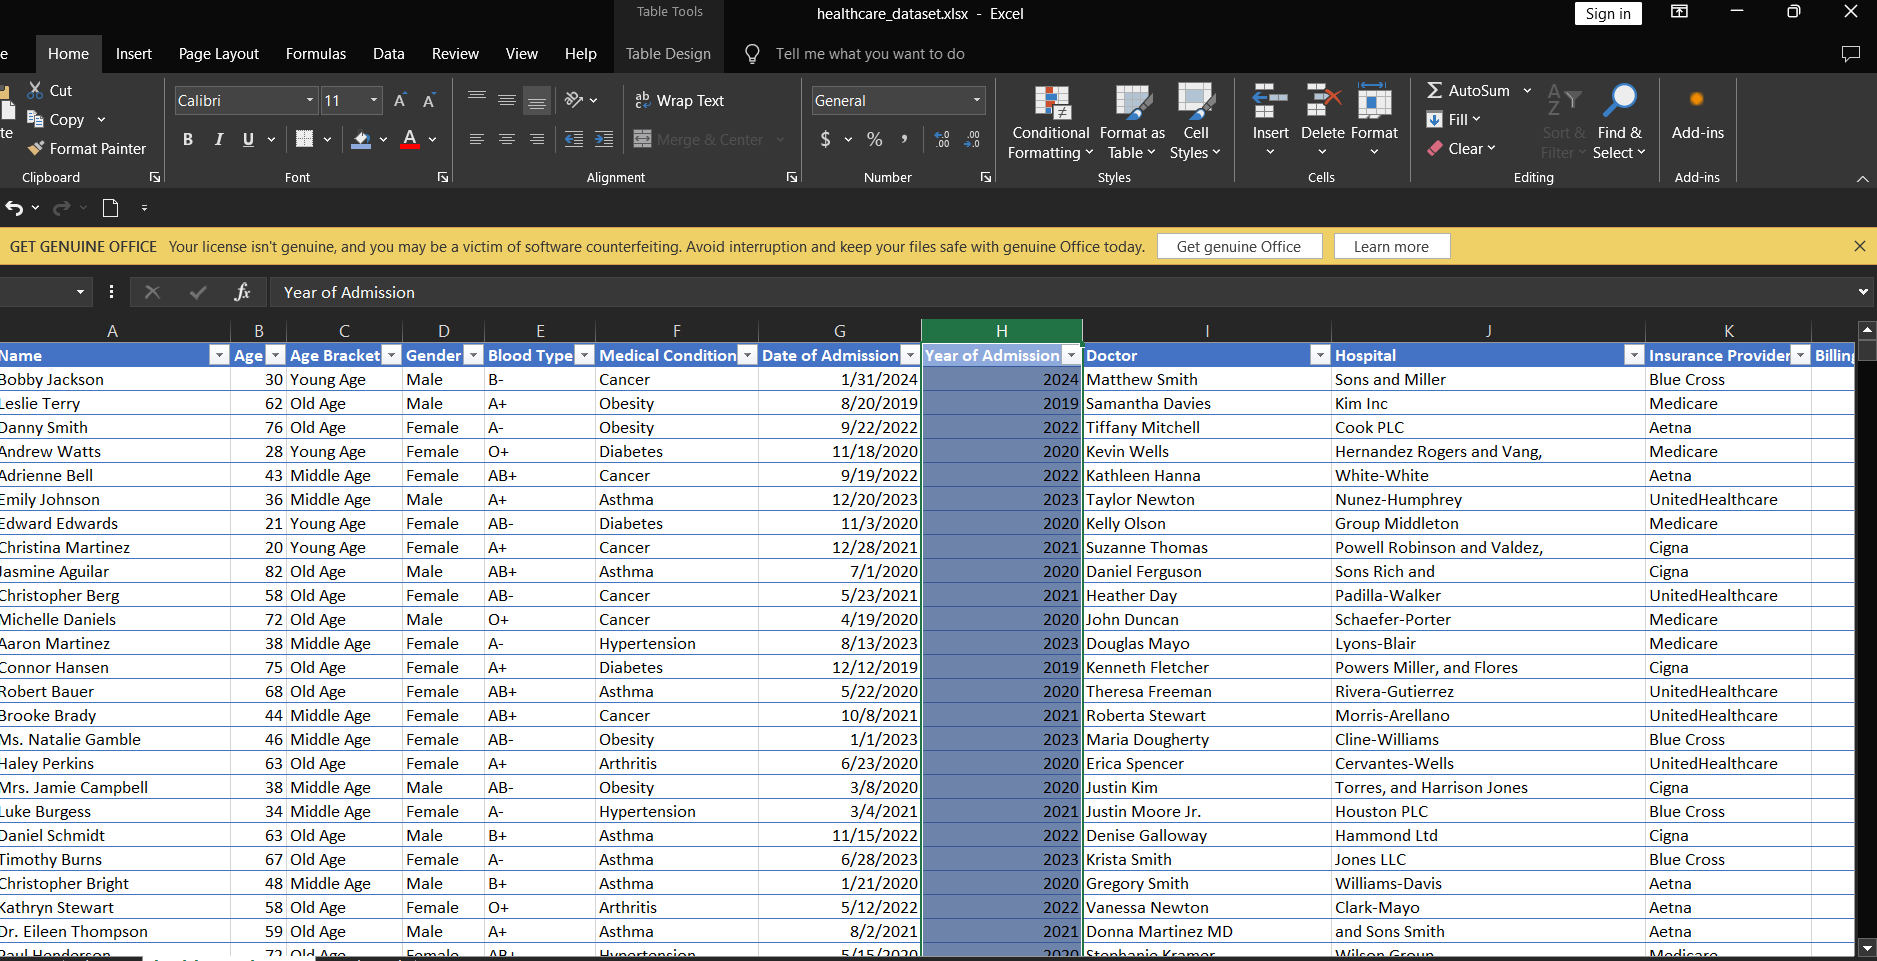 Table Tools
healthcare_dataset.xlsx - Excel
Sign in
e Home Insert Page Layout Formulas Data Review View Help Table Design Tell me what you want to do
Cut
Copy
te
Format Painter
Clipboard
Calibri 11
B I U
Font
Wrap Text
Merge & Center
Alignment
General
$ % ,
Number
Conditional Formatting
Format as Table
Cell Styles
Styles
Insert Delete Format
Cells
AutoSum
Fill
Clear
Sort & Filter
Find & Select
Editing
Add-ins
Add-ins
GET GENUINE OFFICE Your license isn't genuine, and you may be a victim of software counterfeiting. Avoid interruption and keep your files safe with genuine Office today. Get genuine Office Learn more
fx Year of Admission
A B C D E F G H I J K
Name Age Age Bracket Gender Blood Type Medical Condition Date of Admission Year of Admission Doctor Hospital Insurance Provider Billing
Bobby Jackson 30 Young Age Male B- Cancer 1/31/2024 2024 Matthew Smith Sons and Miller Blue Cross
Leslie Terry 62 Old Age Male A+ Obesity 8/20/2019 2019 Samantha Davies Kim Inc Medicare
Danny Smith 76 Old Age Female A- Obesity 9/22/2022 2022 Tiffany Mitchell Cook PLC Aetna
Andrew Watts 28 Young Age Female O+ Diabetes 11/18/2020 2020 Kevin Wells Hernandez Rogers and Vang, Medicare
Adrienne Bell 43 Middle Age Female AB+ Cancer 9/19/2022 2022 Kathleen Hanna White-White Aetna
Emily Johnson 36 Middle Age Male A+ Asthma 12/20/2023 2023 Taylor Newton Nunez-Humphrey UnitedHealthcare
Edward Edwards 21 Young Age Female AB- Diabetes 11/3/2020 2020 Kelly Olson Group Middleton Medicare
Christina Martinez 20 Young Age Female A+ Cancer 12/28/2021 2021 Suzanne Thomas Powell Robinson and Valdez, Cigna
Jasmine Aguilar 82 Old Age Male AB+ Asthma 7/1/2020 2020 Daniel Ferguson Sons Rich and Cigna
Christopher Berg 58 Old Age Female AB- Cancer 5/23/2021 2021 Heather Day Padilla-Walker UnitedHealthcare
Michelle Daniels 72 Old Age Male O+ Cancer 4/19/2020 2020 John Duncan Schaefer-Porter Medicare
Aaron Martinez 38 Middle Age Female A- Hypertension 8/13/2023 2023 Douglas Mayo Lyons-Blair Medicare
Connor Hansen 75 Old Age Female A+ Diabetes 12/12/2019 2019 Kenneth Fletcher Powers Miller, and Flores Cigna
Robert Bauer 68 Old Age Female AB+ Asthma 5/22/2020 2020 Theresa Freeman Rivera-Gutierrez UnitedHealthcare
Brooke Brady 44 Middle Age Female AB+ Cancer 10/8/2021 2021 Roberta Stewart Morris-Arellano UnitedHealthcare
Ms. Natalie Gamble 46 Middle Age Female AB- Obesity 1/1/2023 2023 Maria Dougherty Cline-Williams Blue Cross
Haley Perkins 63 Old Age Female A+ Arthritis 6/23/2020 2020 Erica Spencer Cervantes-Wells UnitedHealthcare
Mrs. Jamie Campbell 38 Middle Age Male AB- Obesity 3/8/2020 2020 Justin Kim Torres, and Harrison Jones Cigna
Luke Burgess 34 Middle Age Female A- Hypertension 3/4/2021 2021 Justin Moore Jr. Houston PLC Blue Cross
Daniel Schmidt 63 Old Age Male B+ Asthma 11/15/2022 2022 Denise Galloway Hammond Ltd Cigna
Timothy Burns 67 Old Age Female A- Asthma 6/28/2023 2023 Krista Smith Jones LLC Blue Cross
Christopher Bright 48 Middle Age Male B+ Asthma 1/21/2020 2020 Gregory Smith Williams-Davis Aetna
Kathryn Stewart 58 Old Age Female O+ Arthritis 5/12/2022 2022 Vanessa Newton Clark-Mayo Aetna
Dr. Eileen Thompson 59 Old Age Male A+ Asthma 8/2/2021 2021 Donna Martinez MD and Sons Smith Aetna
Paul Henderson 72 Old Age Female AB+ Hypertension 5/15/2020 2020 Stephanie Kramer Wilson Group Medicare